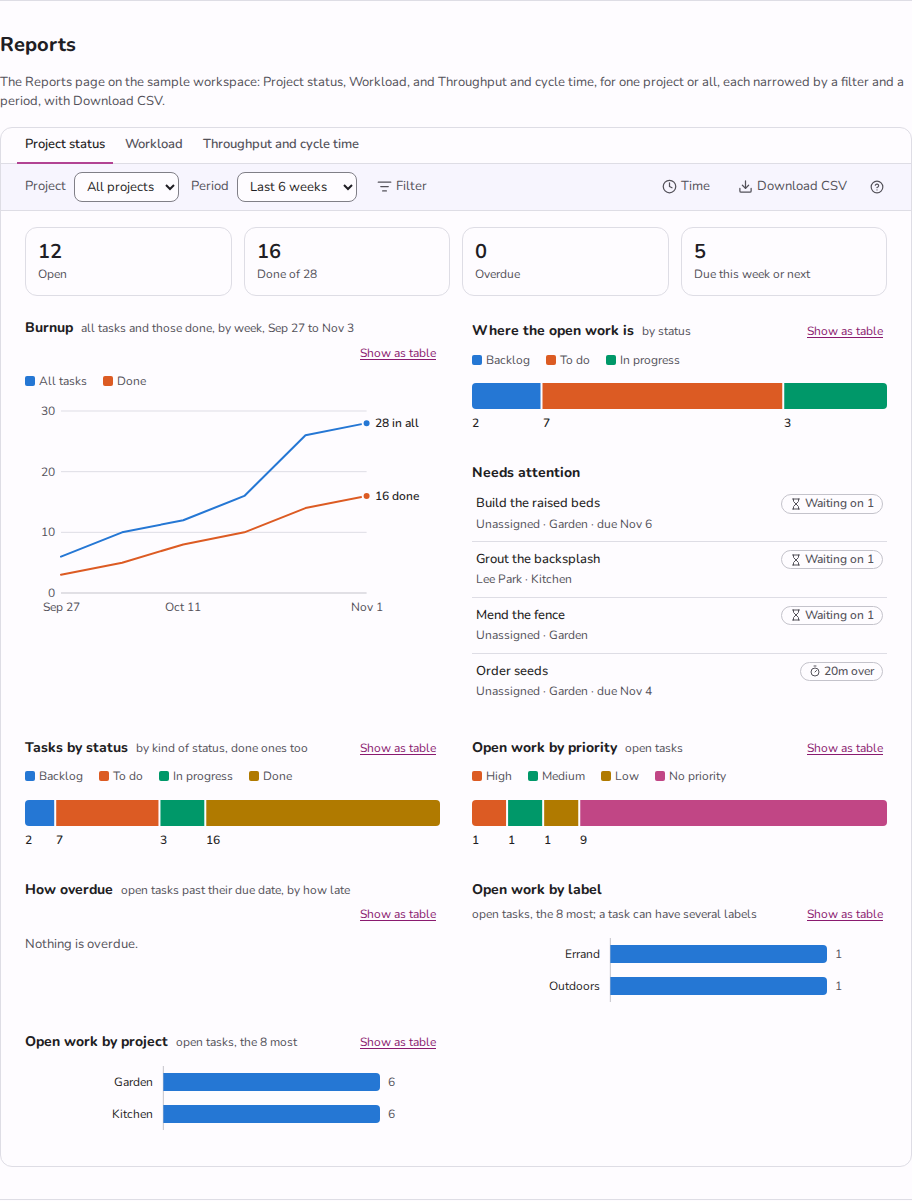 Reports
The Reports page on the sample workspace: Project status, Workload, and Throughput and cycle time, for one project or all, each narrowed by a filter and a
period, with Download CSV.
Project status Workload Throughput and cycle time
Project All projects Period Last 6 weeks Filter Time Download CSV
12
Open
16
Done of 28
0
Overdue
5
Due this week or next
Burnup all tasks and those done, by week, Sep 27 to Nov 3
Show as table
All tasks Done
30
28 in all
20
16 done
10
0
Sep 27 Oct 11 Nov 1
Where the open work is by status Show as table
Backlog To do In progress
2 7 3
Needs attention
Build the raised beds Waiting on 1
Unassigned · Garden · due Nov 6
Grout the backsplash Waiting on 1
Lee Park · Kitchen
Mend the fence Waiting on 1
Unassigned · Garden
Order seeds 20m over
Unassigned · Garden · due Nov 4
Tasks by status by kind of status, done ones too Show as table
Backlog To do In progress Done
2 7 3 16
Open work by priority open tasks Show as table
High Medium Low No priority
1 1 1 9
How overdue open tasks past their due date, by how late
Show as table
Nothing is overdue.
Open work by label
open tasks, the 8 most; a task can have several labels Show as table
Errand 1
Outdoors 1
Open work by project open tasks, the 8 most Show as table
Garden 6
Kitchen 6